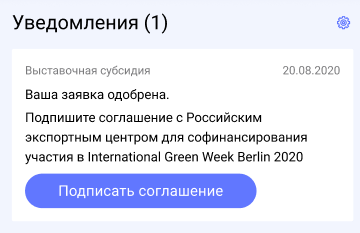 Уведомления (1)
Выставочная субсидия 20.08.2020
Ваша заявка одобрена.
Подпишите соглашение с Российским
экспортным центром для софинансирования
участия в International Green Week Berlin 2020
Подписать соглашение